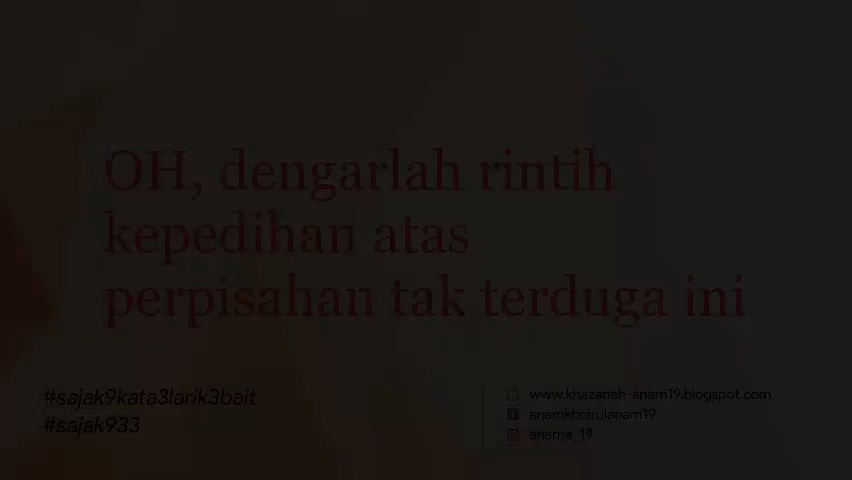 OH, dengarlah rintih
kepedihan atas
perpisahan tak terduga ini
#sajak9kata3larik3bait
#sajak933
www.khazanah-anam19.blogspot.com
anamkhoirulanam19
aname_19